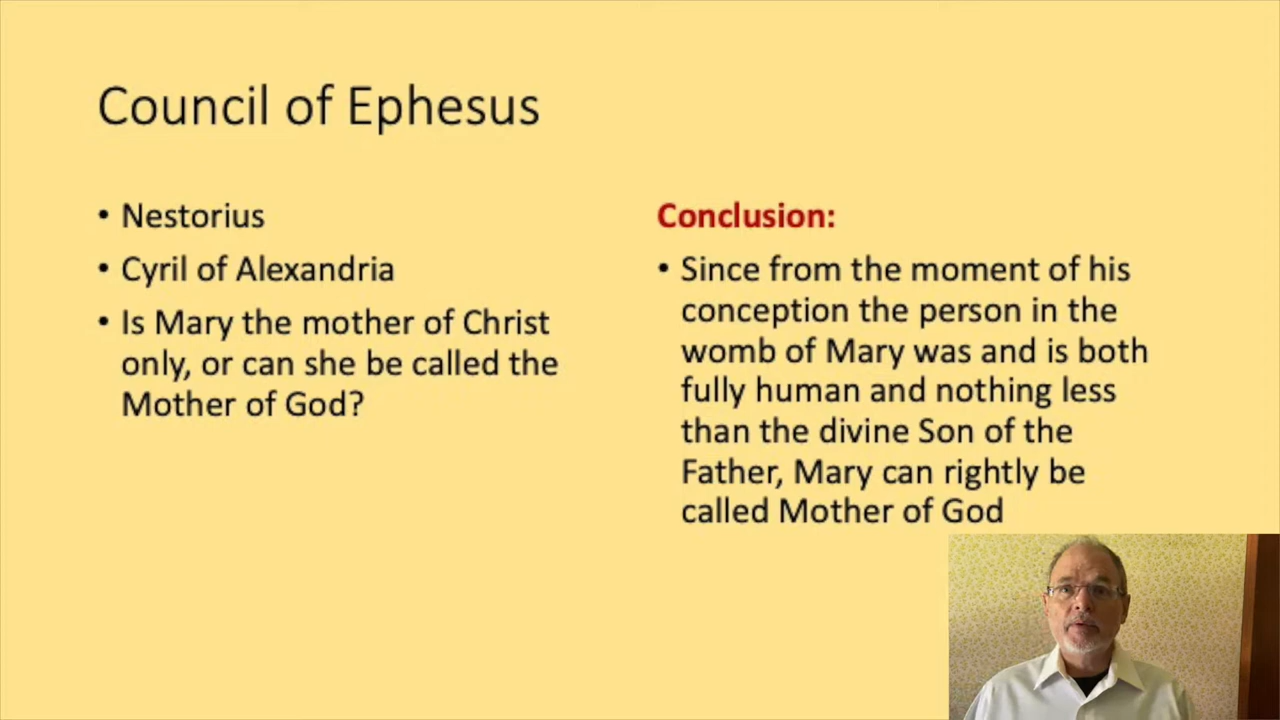 Council of Ephesus
• Nestorius
• Cyril of Alexandria
• Is Mary the mother of Christ
only, or can she be called the
Mother of God?
Conclusion:
• Since from the moment of his
conception the person in the
womb of Mary was and is both
fully human and nothing less
than the divine Son of the
Father, Mary can rightly be
called Mother of God